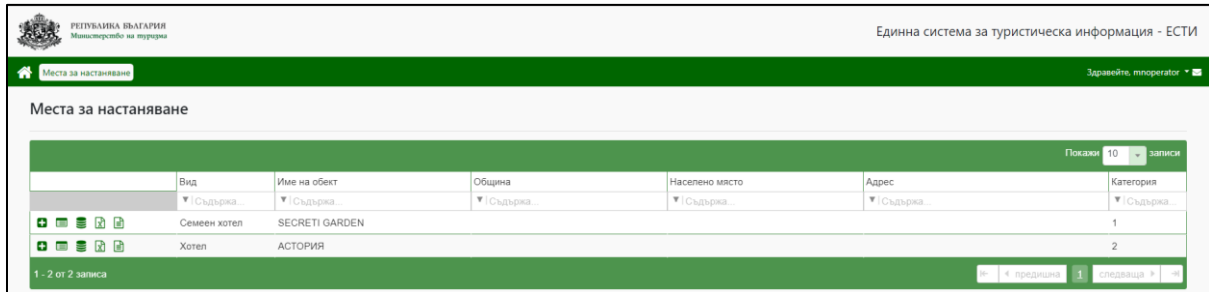 РЕПУБЛИКА БЪЛГАРИЯ
Министерство на туризма
Единна система за туристическа информация - ЕСТИ
Места за настаняване
Здравейте, mnoperator
Места за настаняване
Покажи 10 записи
Вид Име на обект Община Населено място Адрес Категория
Съдържа... Съдържа... Съдържа... Съдържа... Съдържа... Съдържа...
Семеен хотел SECRETI GARDEN 1
Хотел АСТОРИЯ 2
1 - 2 от 2 записа
предишна 1 следваща